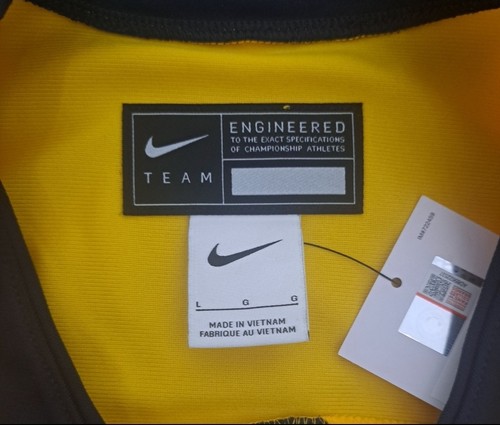 ENGINEERED
TO THE EXACT SPECIFICATIONS
OF CHAMPIONSHIP ATHLETES
TEAM
L G G
MADE IN VIETNAM
FABRIQUE AU VIETNAM